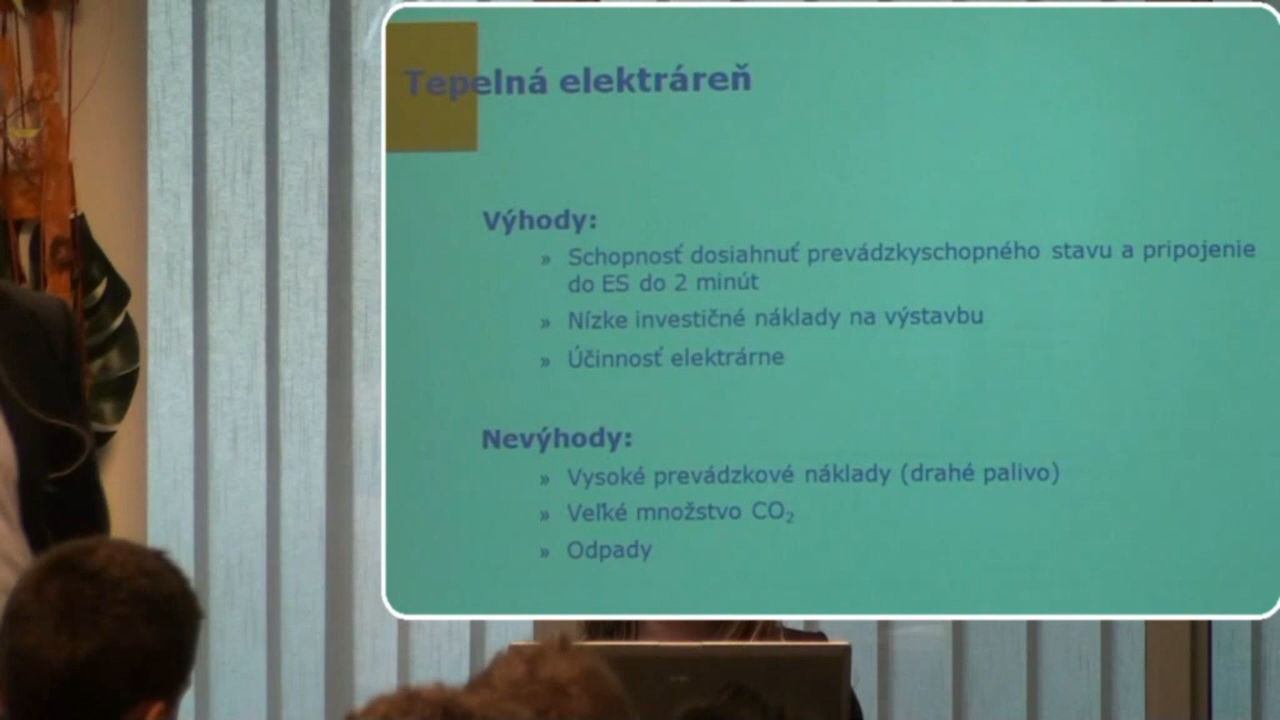 Tepelná elektráreň
Výhody:
» Schopnosť dosiahnuť prevádzkyschopného stavu a pripojenie
do ES do 2 minút
» Nízke investičné náklady na výstavbu
» Účinnosť elektrárne
Nevýhody:
» Vysoké prevádzkové náklady (drahé palivo)
» Veľké množstvo CO₂
» Odpady